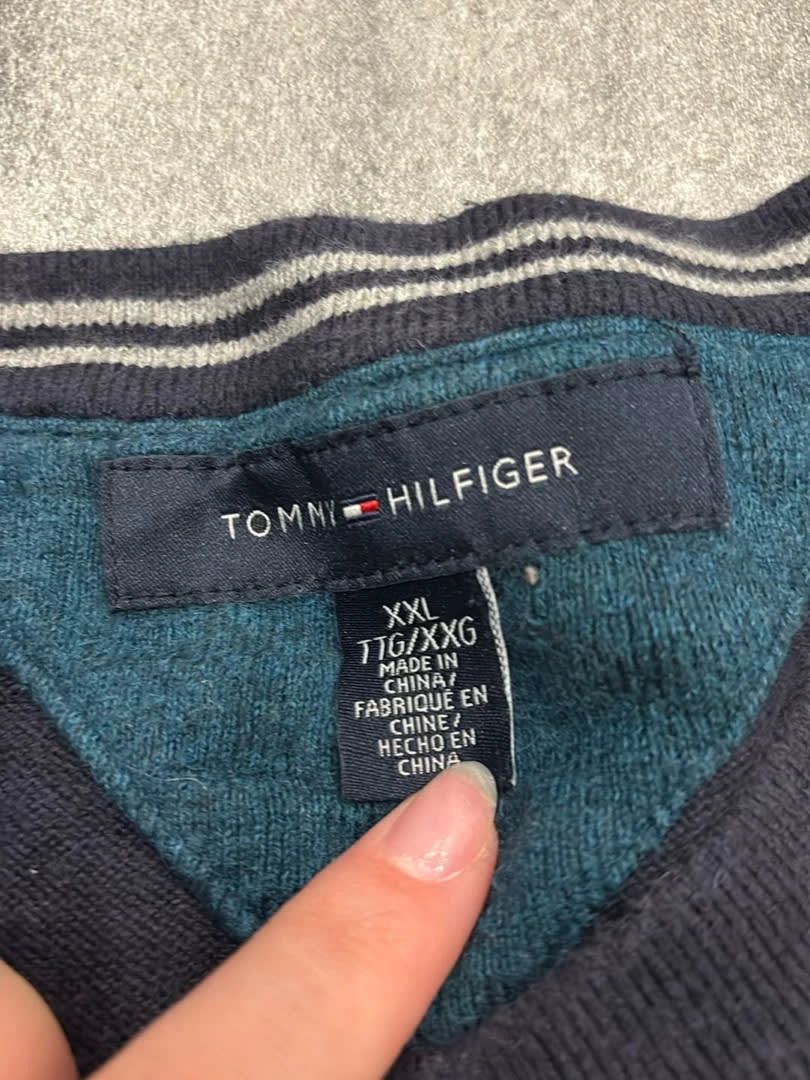 TOMMY HILFIGER
XXL
TTG/XXG
MADE IN
CHINA/
FABRIQUÉ EN
CHINE/
HECHO EN
CHINA